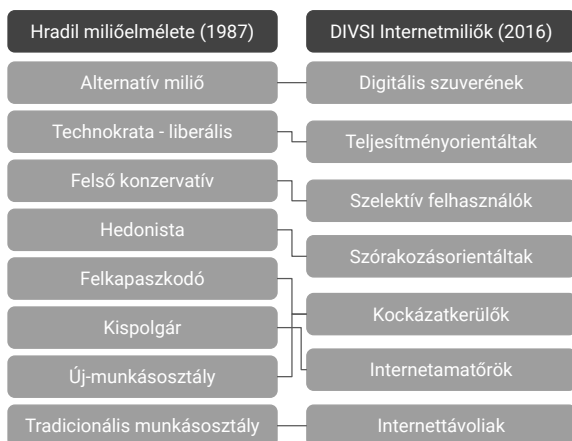 Hradil miliőelmélete (1987)
DIVSI Internetmiliők (2016)
Alternatív miliő
Digitális szuverének
Technokrata - liberális
Teljesítményorientáltak
Felső konzervatív
Szelektív felhasználók
Hedonista
Szórakozásorientáltak
Felkapaszkodó
Kockázatkerülők
Kispolgár
Internetamatőrök
Új-munkásosztály
Tradicionális munkásosztály
Internettávoliak